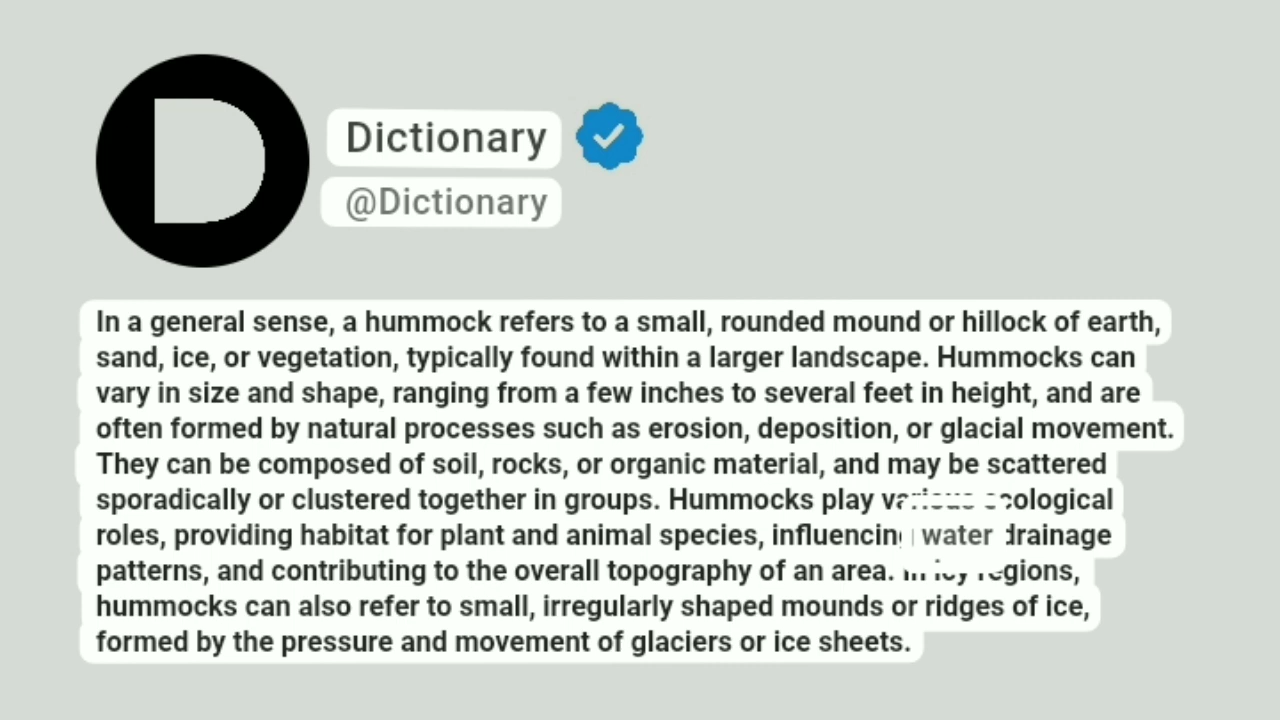 D
Dictionary
@Dictionary
In a general sense, a hummock refers to a small, rounded mound or hillock of earth,
sand, ice, or vegetation, typically found within a larger landscape. Hummocks can
vary in size and shape, ranging from a few inches to several feet in height, and are
often formed by natural processes such as erosion, deposition, or glacial movement.
They can be composed of soil, rocks, or organic material, and may be scattered
sporadically or clustered together in groups. Hummocks play various ecological
roles, providing habitat for plant and animal species, influencing water drainage
patterns, and contributing to the overall topography of an area. In icy regions,
hummocks can also refer to small, irregularly shaped mounds or ridges of ice,
formed by the pressure and movement of glaciers or ice sheets.